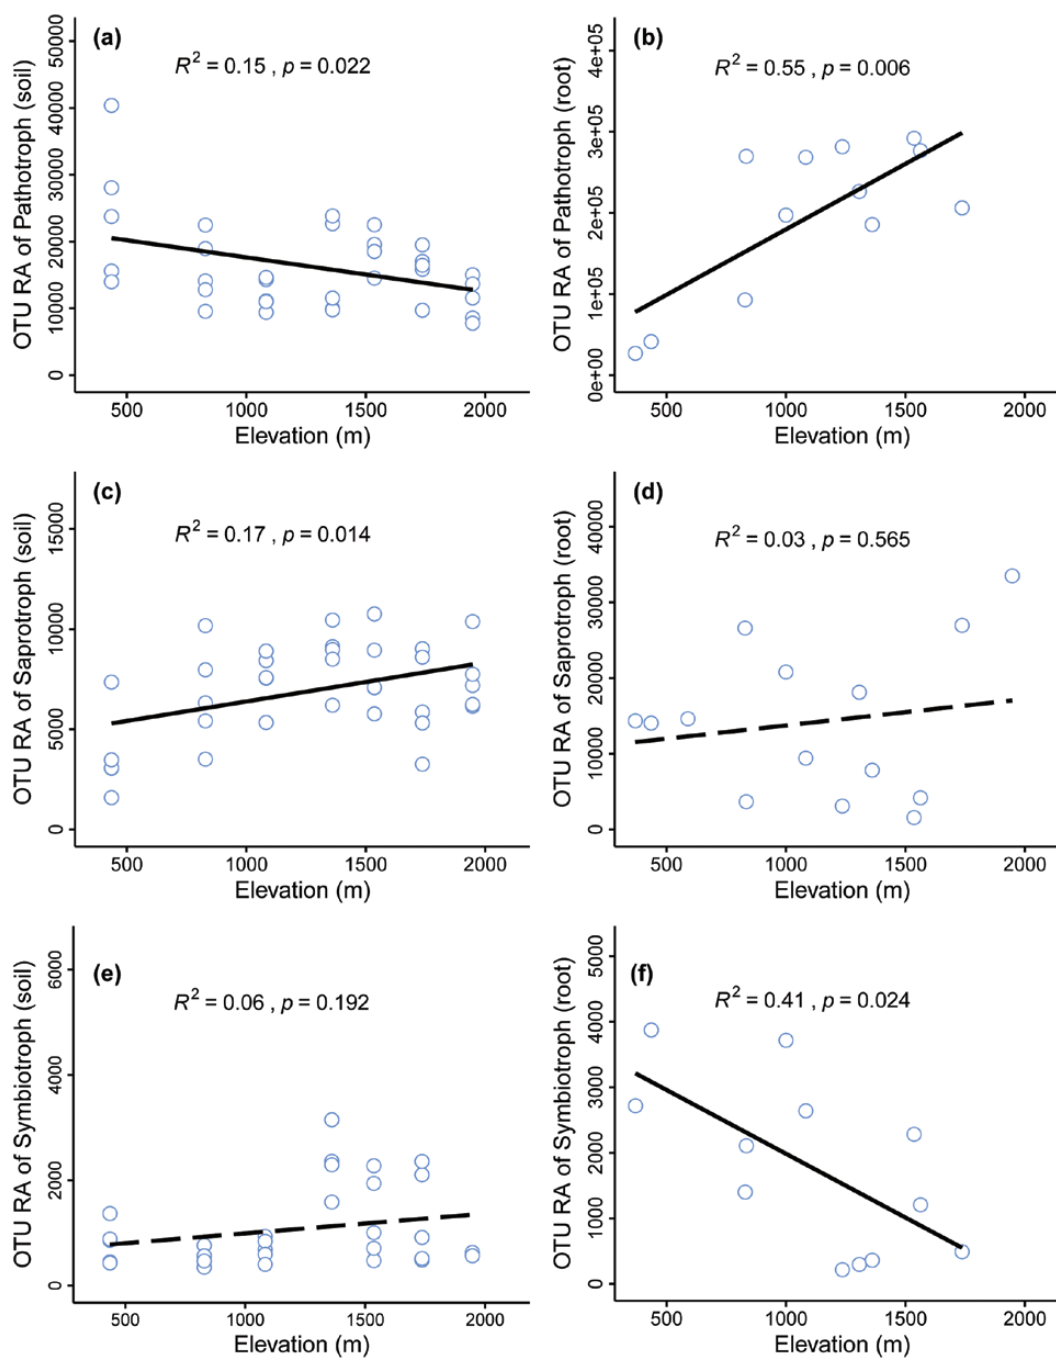 (a)
R² = 0.15 , p = 0.022
OTU RA of Pathotroph (soil)
50000
40000
30000
20000
10000
0
500 1000 1500 2000
Elevation (m)
(b)
R² = 0.55 , p = 0.006
OTU RA of Pathotroph (root)
4e+05
3e+05
2e+05
1e+05
0e+00
500 1000 1500 2000
Elevation (m)
(c)
R² = 0.17 , p = 0.014
OTU RA of Saprotroph (soil)
15000
10000
5000
0
500 1000 1500 2000
Elevation (m)
(d)
R² = 0.03 , p = 0.565
OTU RA of Saprotroph (root)
40000
30000
20000
10000
0
500 1000 1500 2000
Elevation (m)
(e)
R² = 0.06 , p = 0.192
OTU RA of Symbiotroph (soil)
6000
4000
2000
0
500 1000 1500 2000
Elevation (m)
(f)
R² = 0.41 , p = 0.024
OTU RA of Symbiotroph (root)
5000
4000
3000
2000
1000
0
500 1000 1500 2000
Elevation (m)